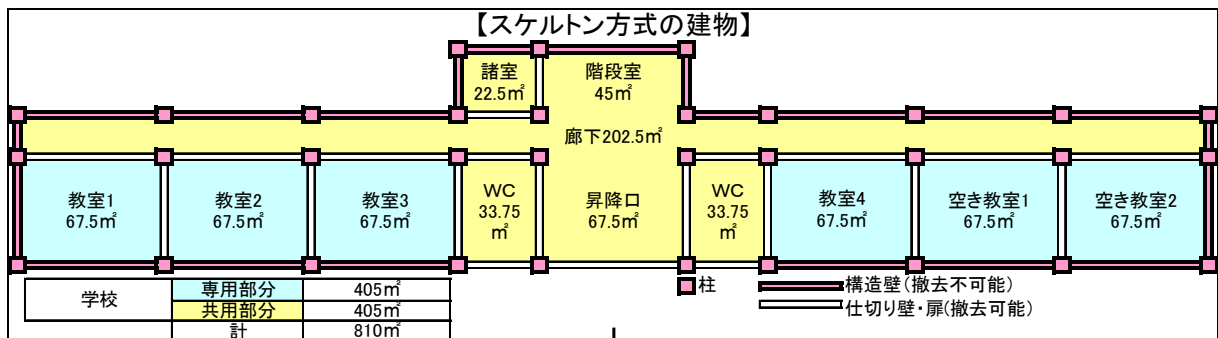 【スケルトン方式の建物】
諸室
22.5㎡
階段室
45㎡
廊下202.5㎡
教室1
67.5㎡
教室2
67.5㎡
教室3
67.5㎡
WC
33.75
㎡
昇降口
67.5㎡
WC
33.75
㎡
教室4
67.5㎡
空き教室1
67.5㎡
空き教室2
67.5㎡
学校
専用部分
405㎡
共用部分
405㎡
計
810㎡
柱
構造壁(撤去不可能)
仕切り壁・扉(撤去可能)